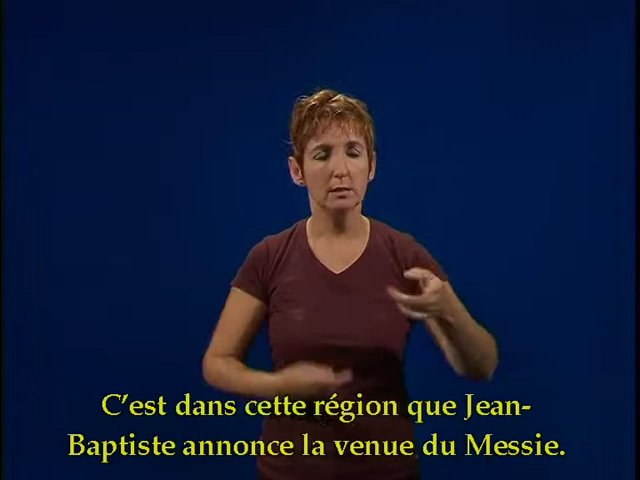 C’est dans cette région que Jean-
Baptiste annonce la venue du Messie.